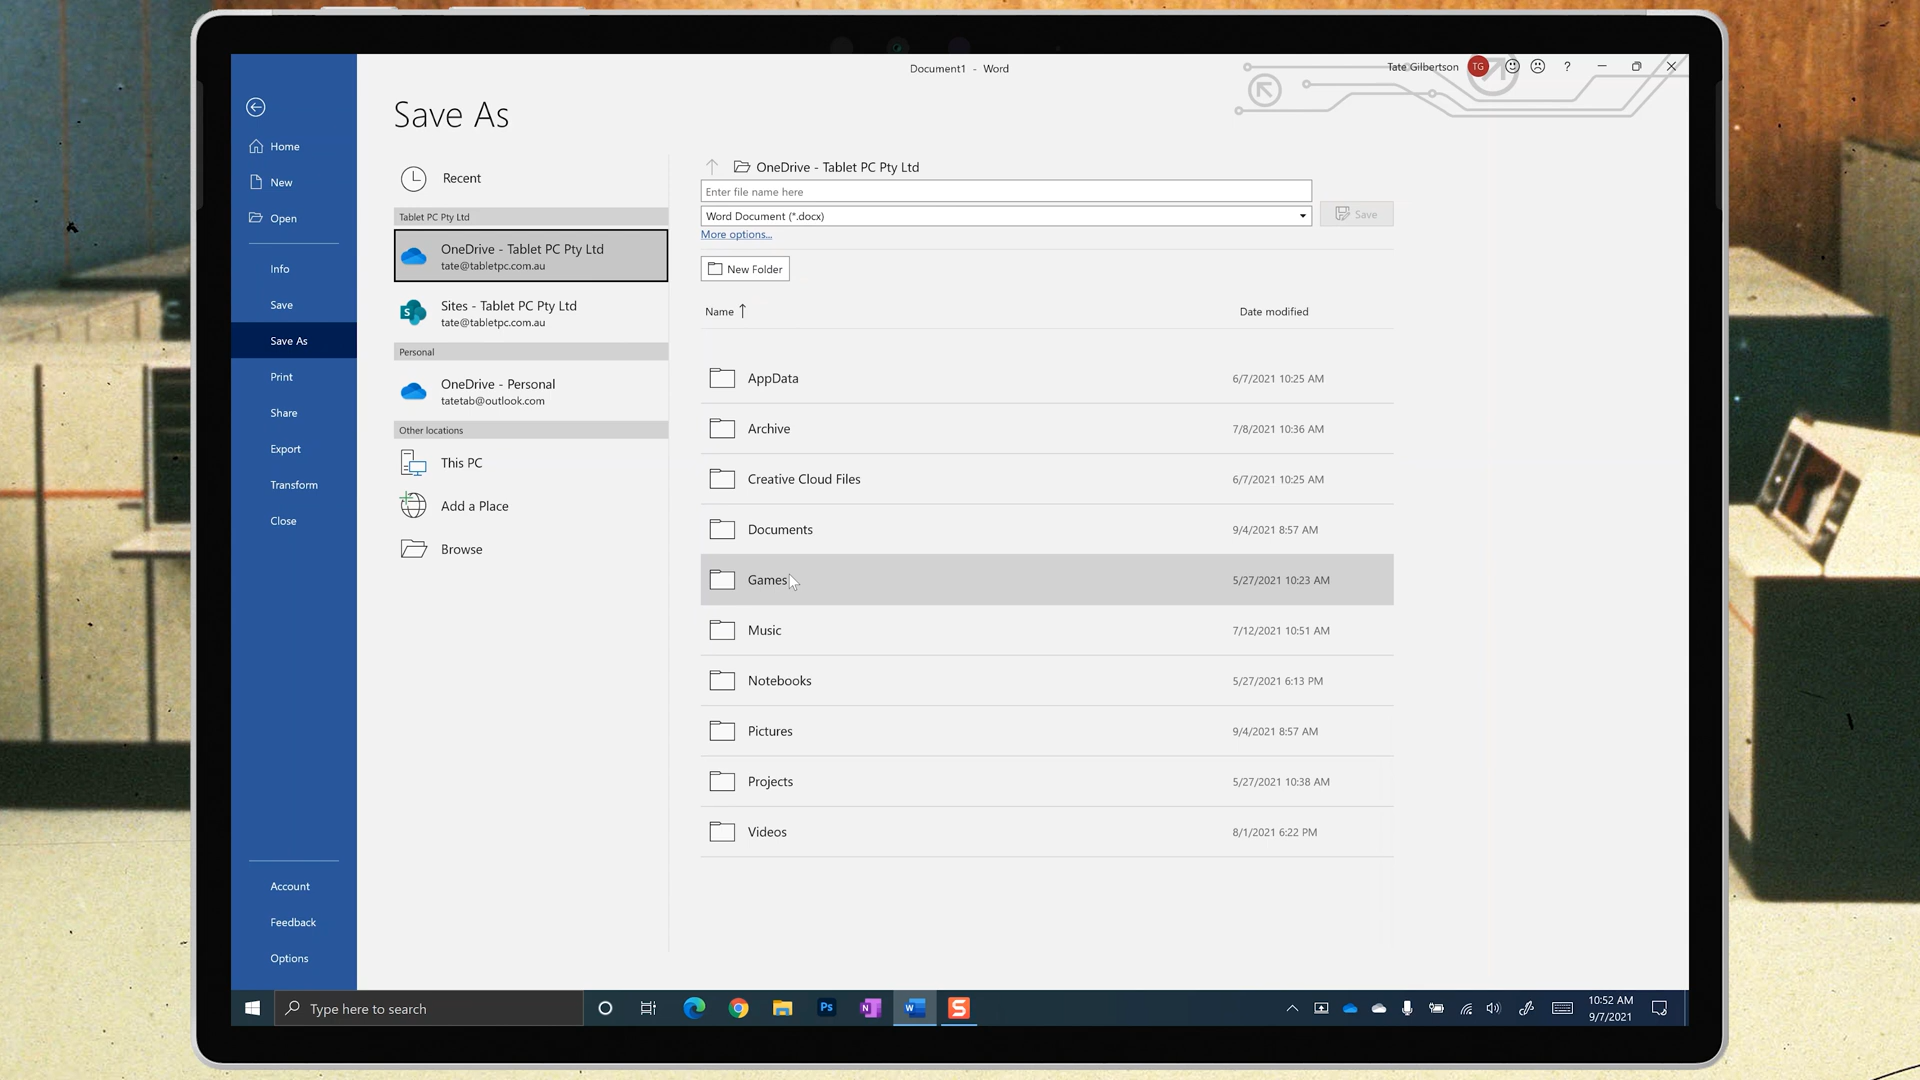 Document1 - Word
Tate Gilbertson
TG
?
Save As
Home
New
Open
Info
Save
Save As
Print
Share
Export
Transform
Close
Account
Feedback
Options
Recent
Tablet PC Pty Ltd
OneDrive - Tablet PC Pty Ltd
tate@tabletpc.com.au
S
Sites - Tablet PC Pty Ltd
tate@tabletpc.com.au
Personal
OneDrive - Personal
tatetab@outlook.com
Other locations
This PC
Add a Place
Browse
OneDrive - Tablet PC Pty Ltd
Enter file name here
Word Document (*.docx)
Save
More options...
New Folder
Name ↑ Date modified
AppData 6/7/2021 10:25 AM
Archive 7/8/2021 10:36 AM
Creative Cloud Files 6/7/2021 10:25 AM
Documents 9/4/2021 8:57 AM
Games 5/27/2021 10:23 AM
Music 7/12/2021 10:51 AM
Notebooks 5/27/2021 6:13 PM
Pictures 9/4/2021 8:57 AM
Projects 5/27/2021 10:38 AM
Videos 8/1/2021 6:22 PM
Type here to search
Ps
N
W
S
10:52 AM
9/7/2021